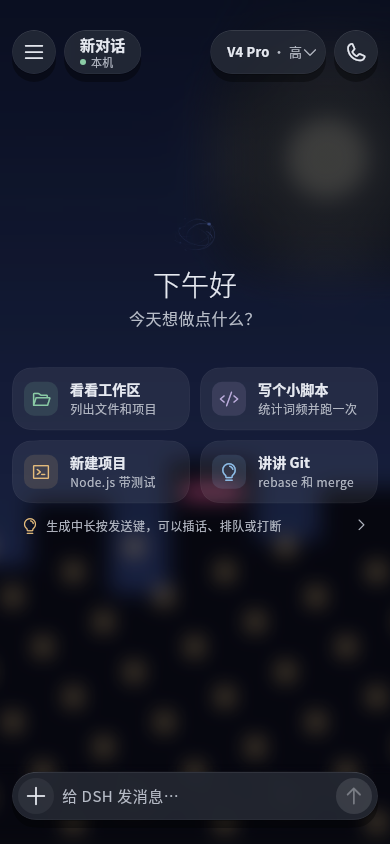 新对话
本机
V4 Pro · 高
下午好
今天想做点什么？
看看工作区
列出文件和项目
写个小脚本
统计词频并跑一次
新建项目
Node.js 带测试
讲讲 Git
rebase 和 merge
生成中长按发送键，可以插话、排队或打断
给 DSH 发消息…